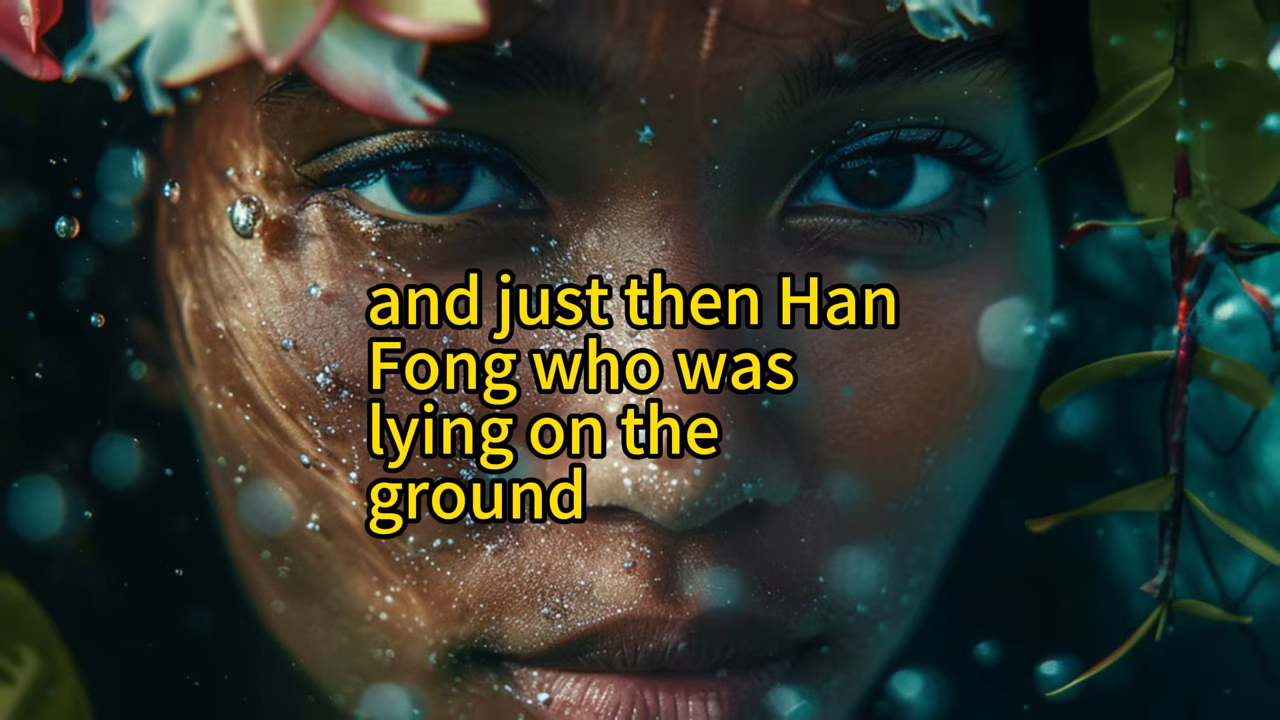 and just then Han
Fong who was
lying on the
ground